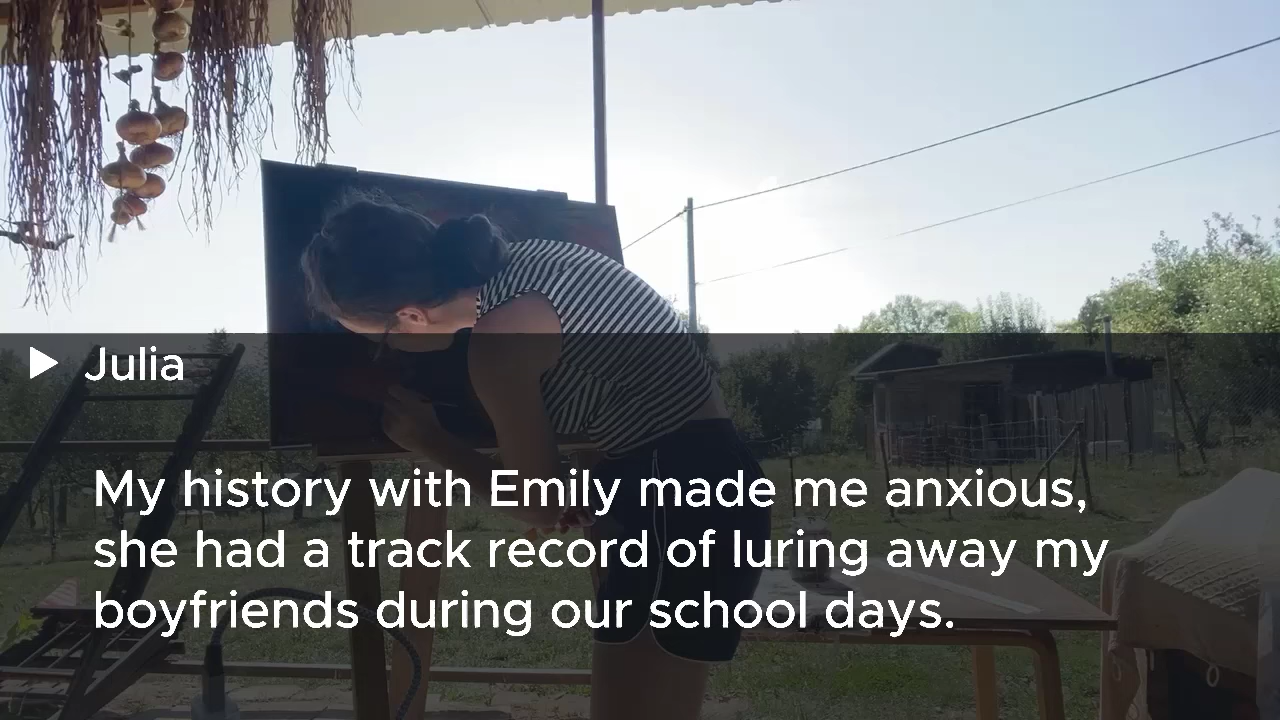 Julia
My history with Emily made me anxious,
she had a track record of luring away my
boyfriends during our school days.